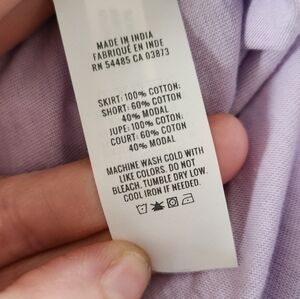 MADE IN INDIA
FABRIQUÉ EN INDE
RN 54485 CA 03873
SKIRT: 100% COTTON;
SHORT: 60% COTTON,
40% MODAL
JUPE: 100% COTON;
COURT: 60% COTON,
40% MODAL
MACHINE WASH COLD WITH
LIKE COLORS. DO NOT
BLEACH. TUMBLE DRY LOW.
COOL IRON IF NEEDED.